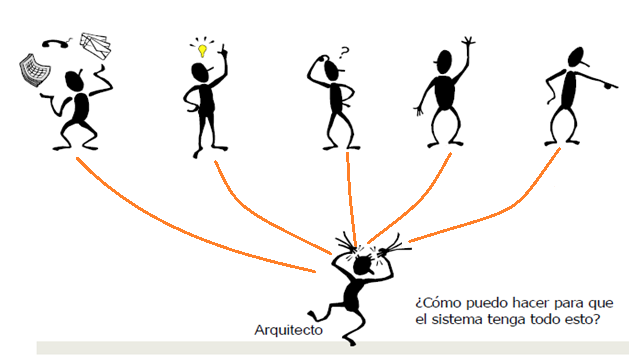 ?
¿Cómo puedo hacer para que
el sistema tenga todo esto?
Arquitecto